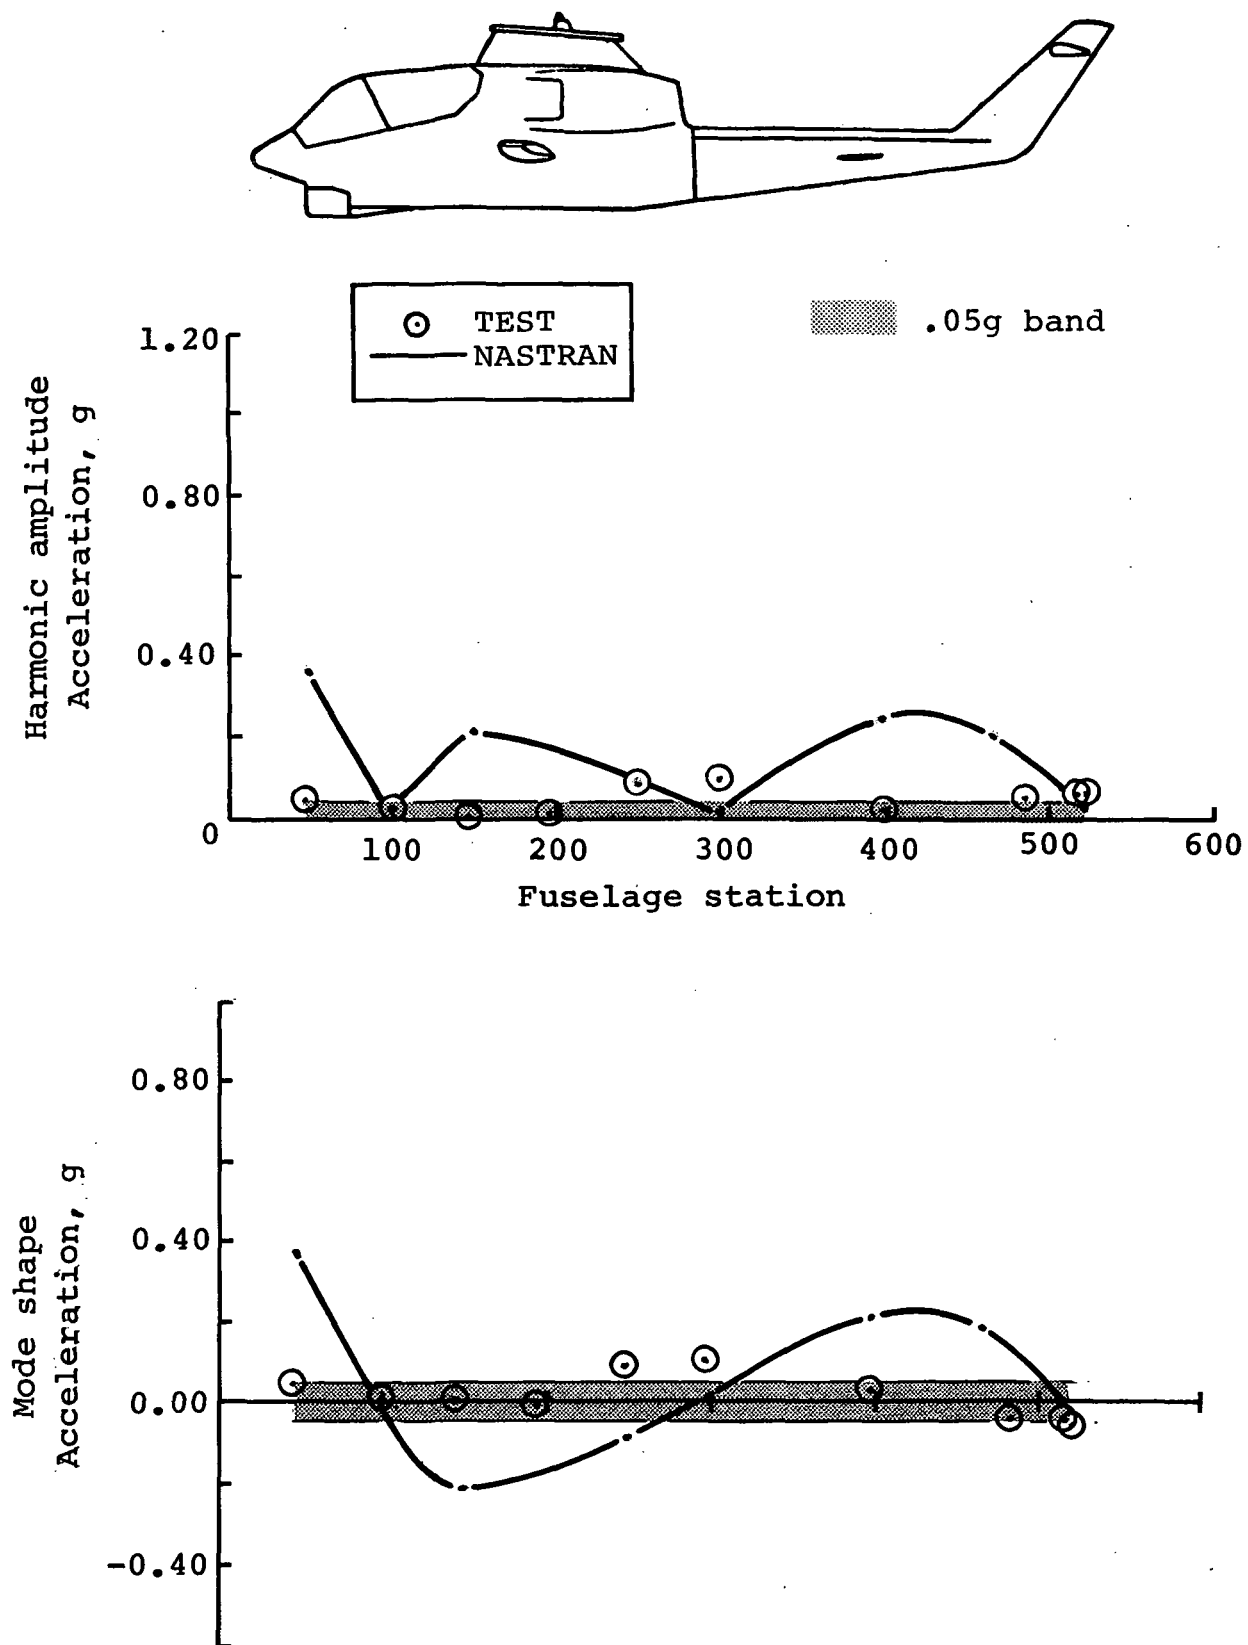 TEST
NASTRAN
.05g band
1.20
0.80
0.40
0
Harmonic amplitude
Acceleration, g
100 200 300 400 500 600
Fuselage station
0.80
0.40
0.00
-0.40
Mode shape
Acceleration, g